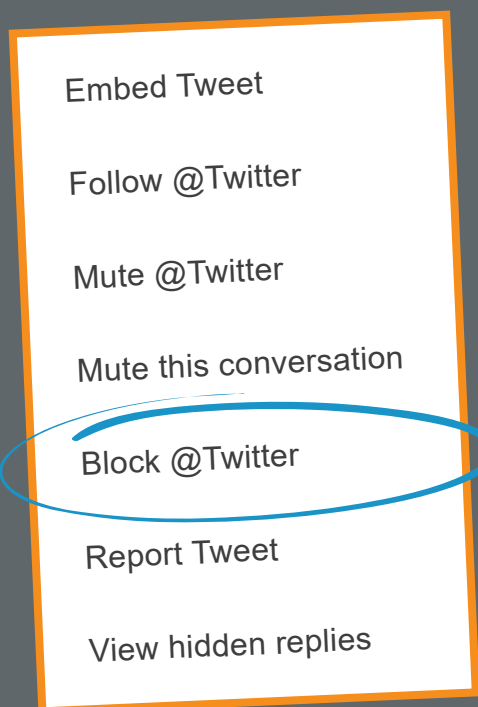 Embed Tweet
Follow @Twitter
Mute @Twitter
Mute this conversation
Block @Twitter
Report Tweet
View hidden replies